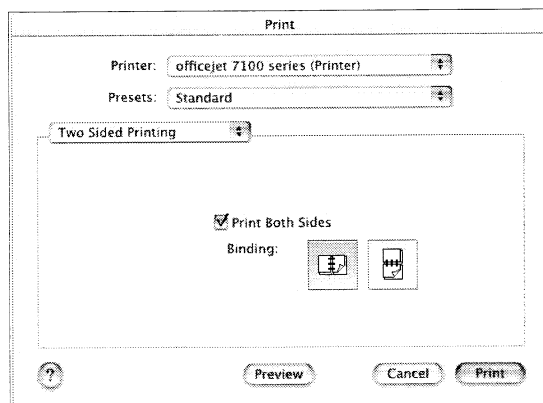 Print
Printer: officejet 7100 series (Printer)
Presets: Standard
Two Sided Printing
Print Both Sides
Binding:
?
Preview Cancel Print